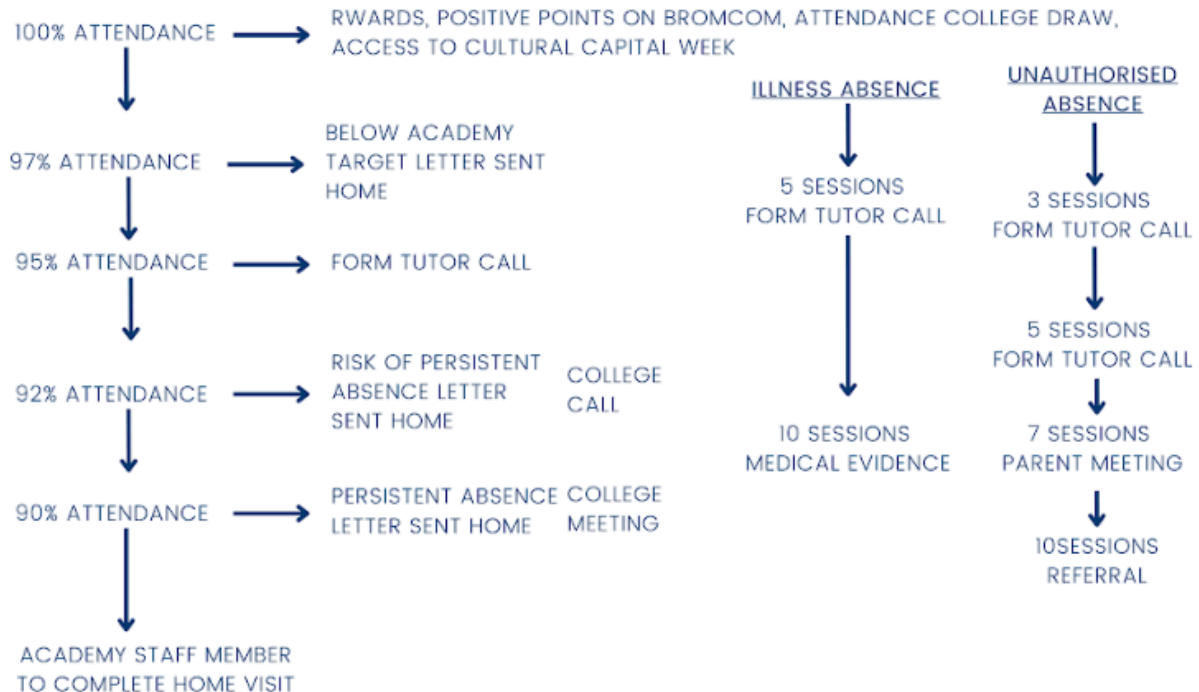 100% ATTENDANCE
RWARDS, POSITIVE POINTS ON BROMCOM, ATTENDANCE COLLEGE DRAW,
ACCESS TO CULTURAL CAPITAL WEEK
97% ATTENDANCE
BELOW ACADEMY
TARGET LETTER SENT
HOME
95% ATTENDANCE
FORM TUTOR CALL
92% ATTENDANCE
RISK OF PERSISTENT
ABSENCE LETTER
SENT HOME
COLLEGE
CALL
90% ATTENDANCE
PERSISTENT ABSENCE
LETTER SENT HOME
COLLEGE
MEETING
ACADEMY STAFF MEMBER
TO COMPLETE HOME VISIT
ILLNESS ABSENCE
5 SESSIONS
FORM TUTOR CALL
10 SESSIONS
MEDICAL EVIDENCE
UNAUTHORISED
ABSENCE
3 SESSIONS
FORM TUTOR CALL
5 SESSIONS
FORM TUTOR CALL
7 SESSIONS
PARENT MEETING
10SESSIONS
REFERRAL